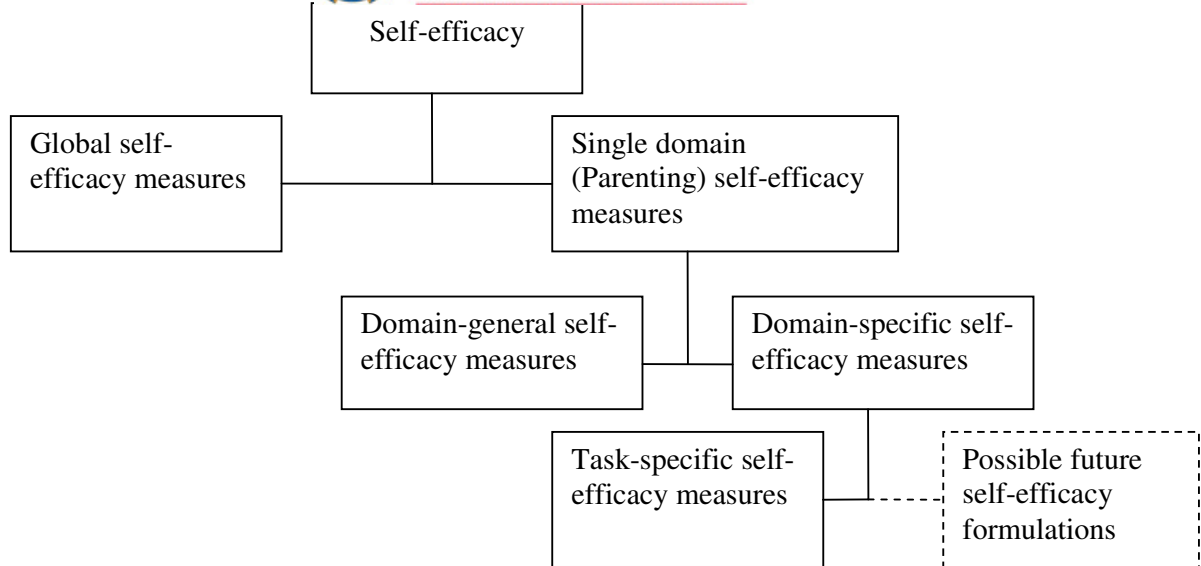 Self-efficacy
Global self-
efficacy measures
Single domain
(Parenting) self-efficacy
measures
Domain-general self-
efficacy measures
Domain-specific self-
efficacy measures
Task-specific self-
efficacy measures
Possible future
self-efficacy
formulations